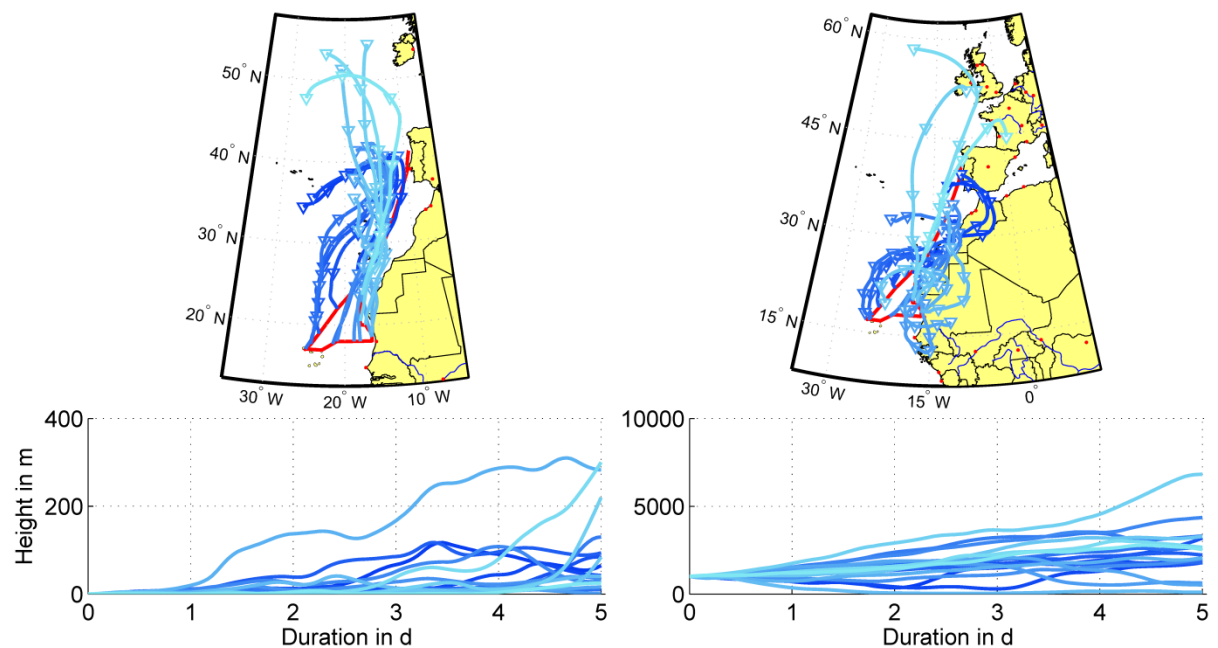 50° N
40° N
30° N
20° N
30° W
20° W
10° W
60° N
45° N
30° N
15° N
15° W
0°
400
200
0
Height in m
0
1
2
3
4
5
Duration in d
10000
5000
0
0
1
2
3
4
5
Duration in d